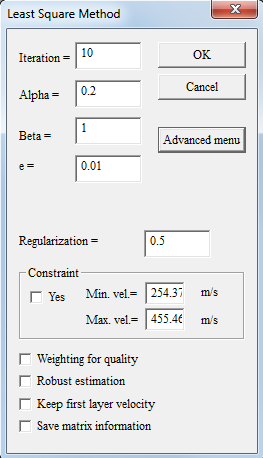 Least Square Method
Iteration = 10 OK
Alpha = 0.2 Cancel
Beta = 1 Advanced menu
e = 0.01
Regularization = 0.5
Constraint
Yes Min. vel.= 254.37 m/s
Max. vel.= 455.46 m/s
Weighting for quality
Robust estimation
Keep first layer velocity
Save matrix information